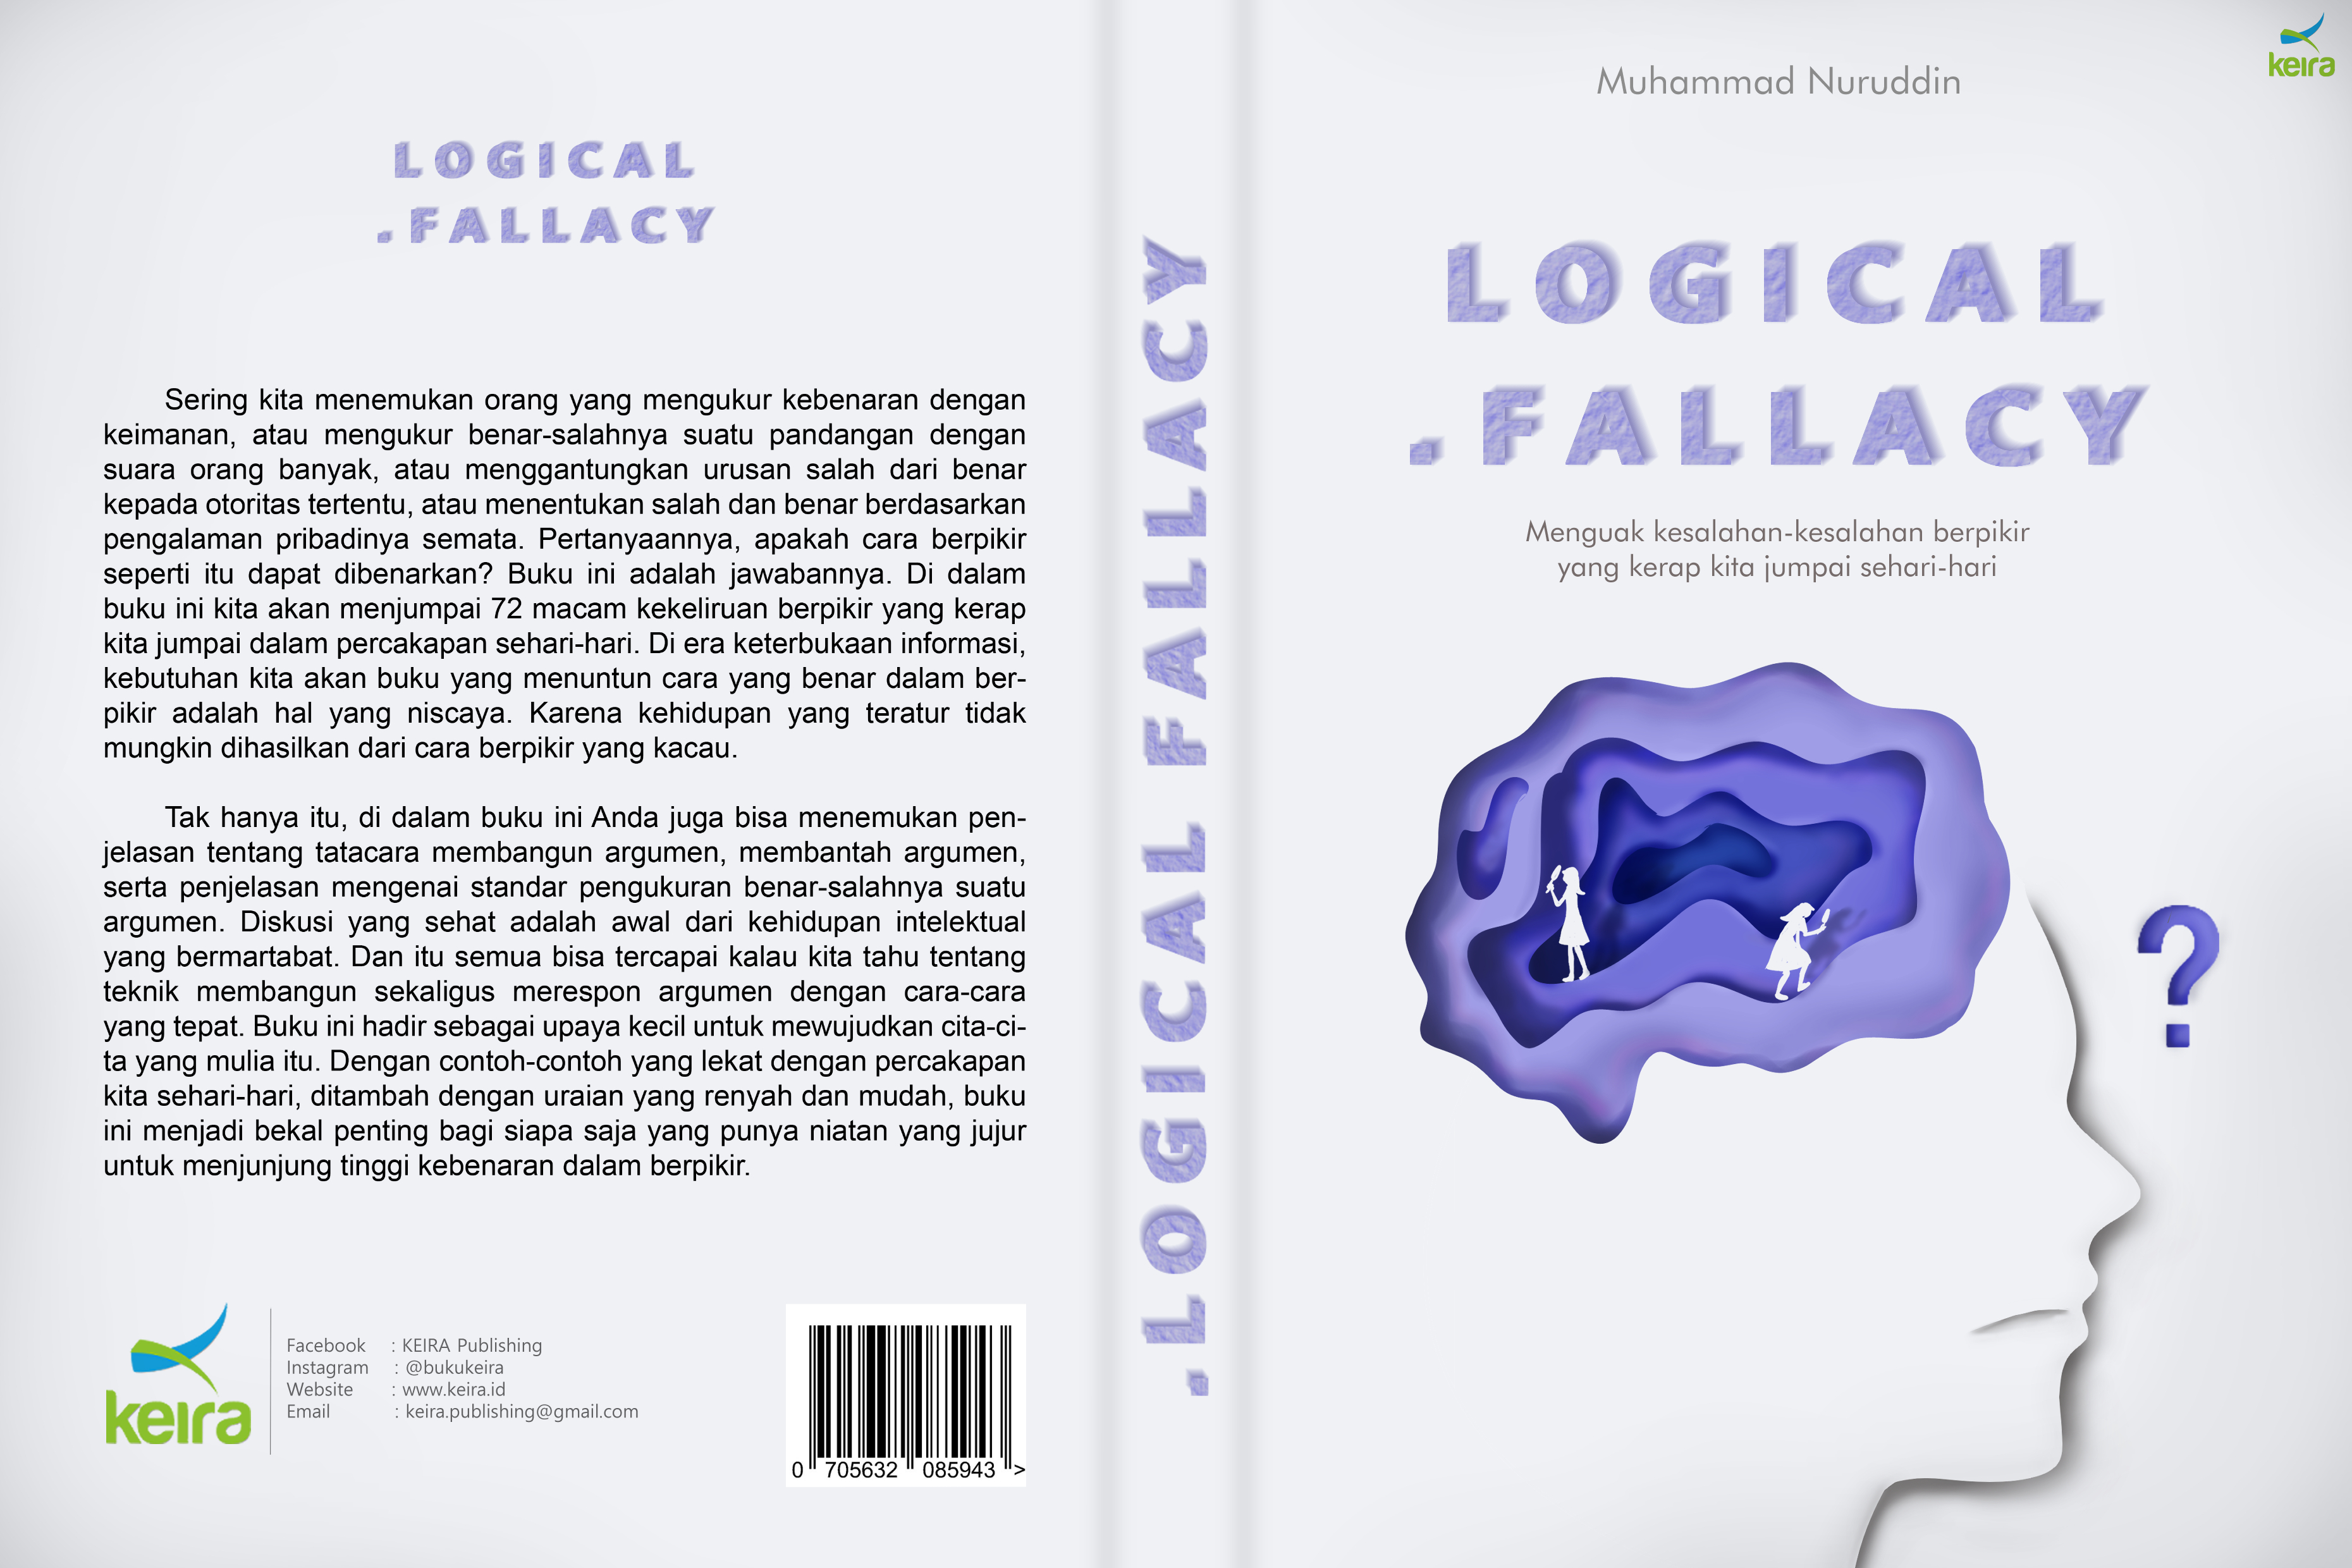 LOGICAL
.FALLACY
Sering kita menemukan orang yang mengukur kebenaran dengan
keimanan, atau mengukur benar-salahnya suatu pandangan dengan
suara orang banyak, atau menggantungkan urusan salah dari benar
kepada otoritas tertentu, atau menentukan salah dan benar berdasarkan
pengalaman pribadinya semata. Pertanyaannya, apakah cara berpikir
seperti itu dapat dibenarkan? Buku ini adalah jawabannya. Di dalam
buku ini kita akan menjumpai 72 macam kekeliruan berpikir yang kerap
kita jumpai dalam percakapan sehari-hari. Di era keterbukaan informasi,
kebutuhan kita akan buku yang menuntun cara yang benar dalam ber-
pikir adalah hal yang niscaya. Karena kehidupan yang teratur tidak
mungkin dihasilkan dari cara berpikir yang kacau.
Tak hanya itu, di dalam buku ini Anda juga bisa menemukan pen-
jelasan tentang tatacara membangun argumen, membantah argumen,
serta penjelasan mengenai standar pengukuran benar-salahnya suatu
argumen. Diskusi yang sehat adalah awal dari kehidupan intelektual
yang bermartabat. Dan itu semua bisa tercapai kalau kita tahu tentang
teknik membangun sekaligus merespon argumen dengan cara-cara
yang tepat. Buku ini hadir sebagai upaya kecil untuk mewujudkan cita-ci-
ta yang mulia itu. Dengan contoh-contoh yang lekat dengan percakapan
kita sehari-hari, ditambah dengan uraian yang renyah dan mudah, buku
ini menjadi bekal penting bagi siapa saja yang punya niatan yang jujur
untuk menjunjung tinggi kebenaran dalam berpikir.
keira
Facebook : KEIRA Publishing
Instagram : @bukukeira
Website : www.keira.id
Email : keira.publishing@gmail.com
0 705632 085943 >
.LOGICAL FALLACY
keira
Muhammad Nuruddin
LOGICAL
.FALLACY
Menguak kesalahan-kesalahan berpikir
yang kerap kita jumpai sehari-hari
?